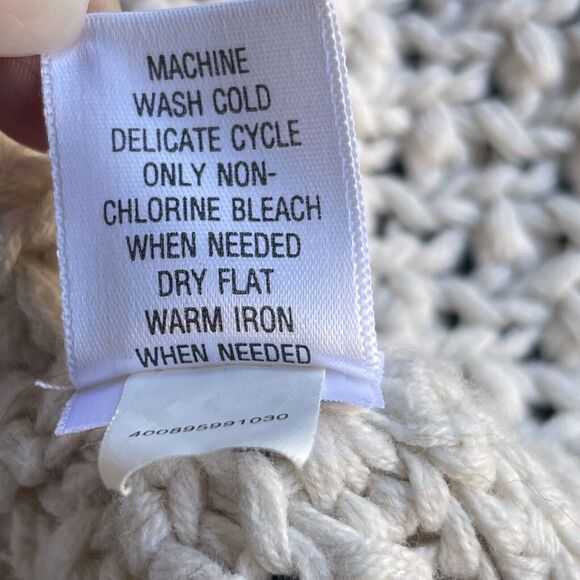 MACHINE
WASH COLD
DELICATE CYCLE
ONLY NON-
CHLORINE BLEACH
WHEN NEEDED
DRY FLAT
WARM IRON
WHEN NEEDED
400895991030